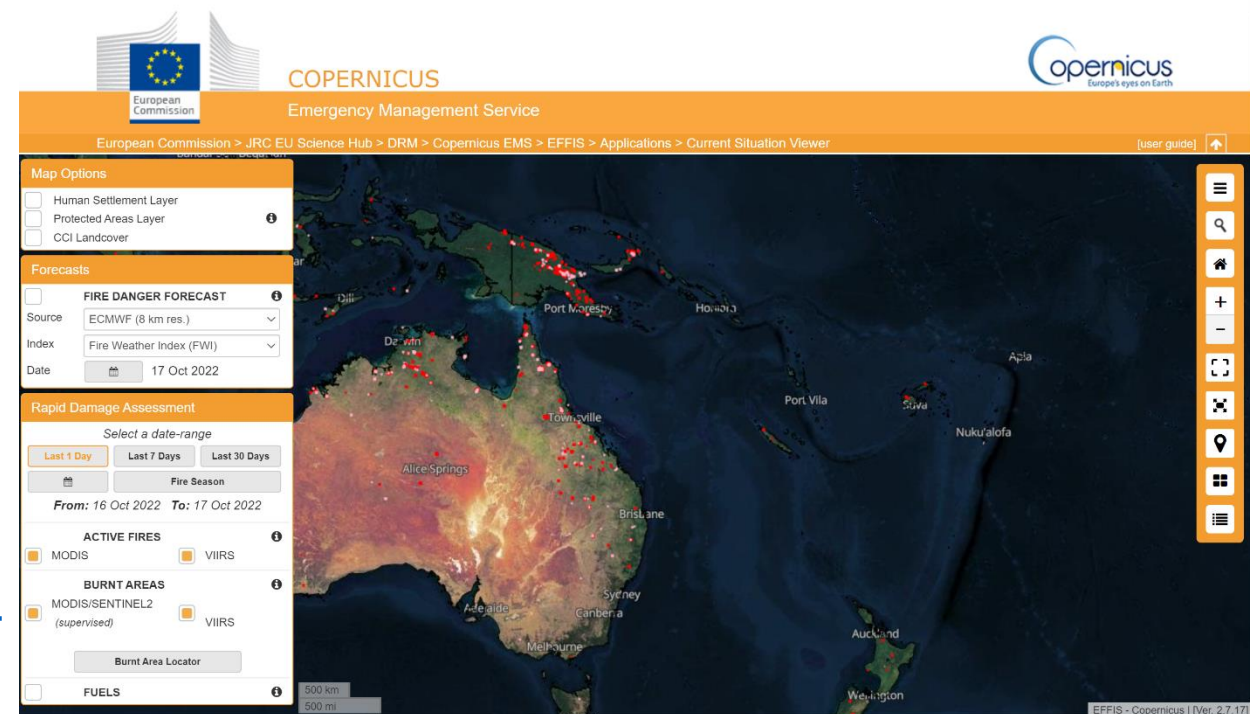 European
Commission
COPERNICUS
Emergency Management Service
opernicus
Europe's eyes on Earth
European Commission > JRC EU Science Hub > DRM > Copernicus EMS > EFFIS > Applications > Current Situation Viewer
[user guide]
Map Options
Human Settlement Layer
Protected Areas Layer
CCI Landcover
Forecasts
FIRE DANGER FORECAST
Source
ECMWF (8 km res.)
Index
Fire Weather Index (FWI)
Date
17 Oct 2022
Rapid Damage Assessment
Select a date-range
Last 1 Day
Last 7 Days
Last 30 Days
Fire Season
From: 16 Oct 2022 To: 17 Oct 2022
ACTIVE FIRES
MODIS
VIIRS
BURNT AREAS
MODIS/SENTINEL2
(supervised)
VIIRS
Burnt Area Locator
FUELS
Dili
Port Moresby
Honiara
Darwin
Apia
Townsville
Port Vila
Suva
Nuku'alofa
Alice Springs
Brisbane
Sydney
Adelaide
Canberra
Melbourne
Auckland
Wellington
500 km
500 mi
EFFIS - Copernicus | [Ver. 2.7.17]